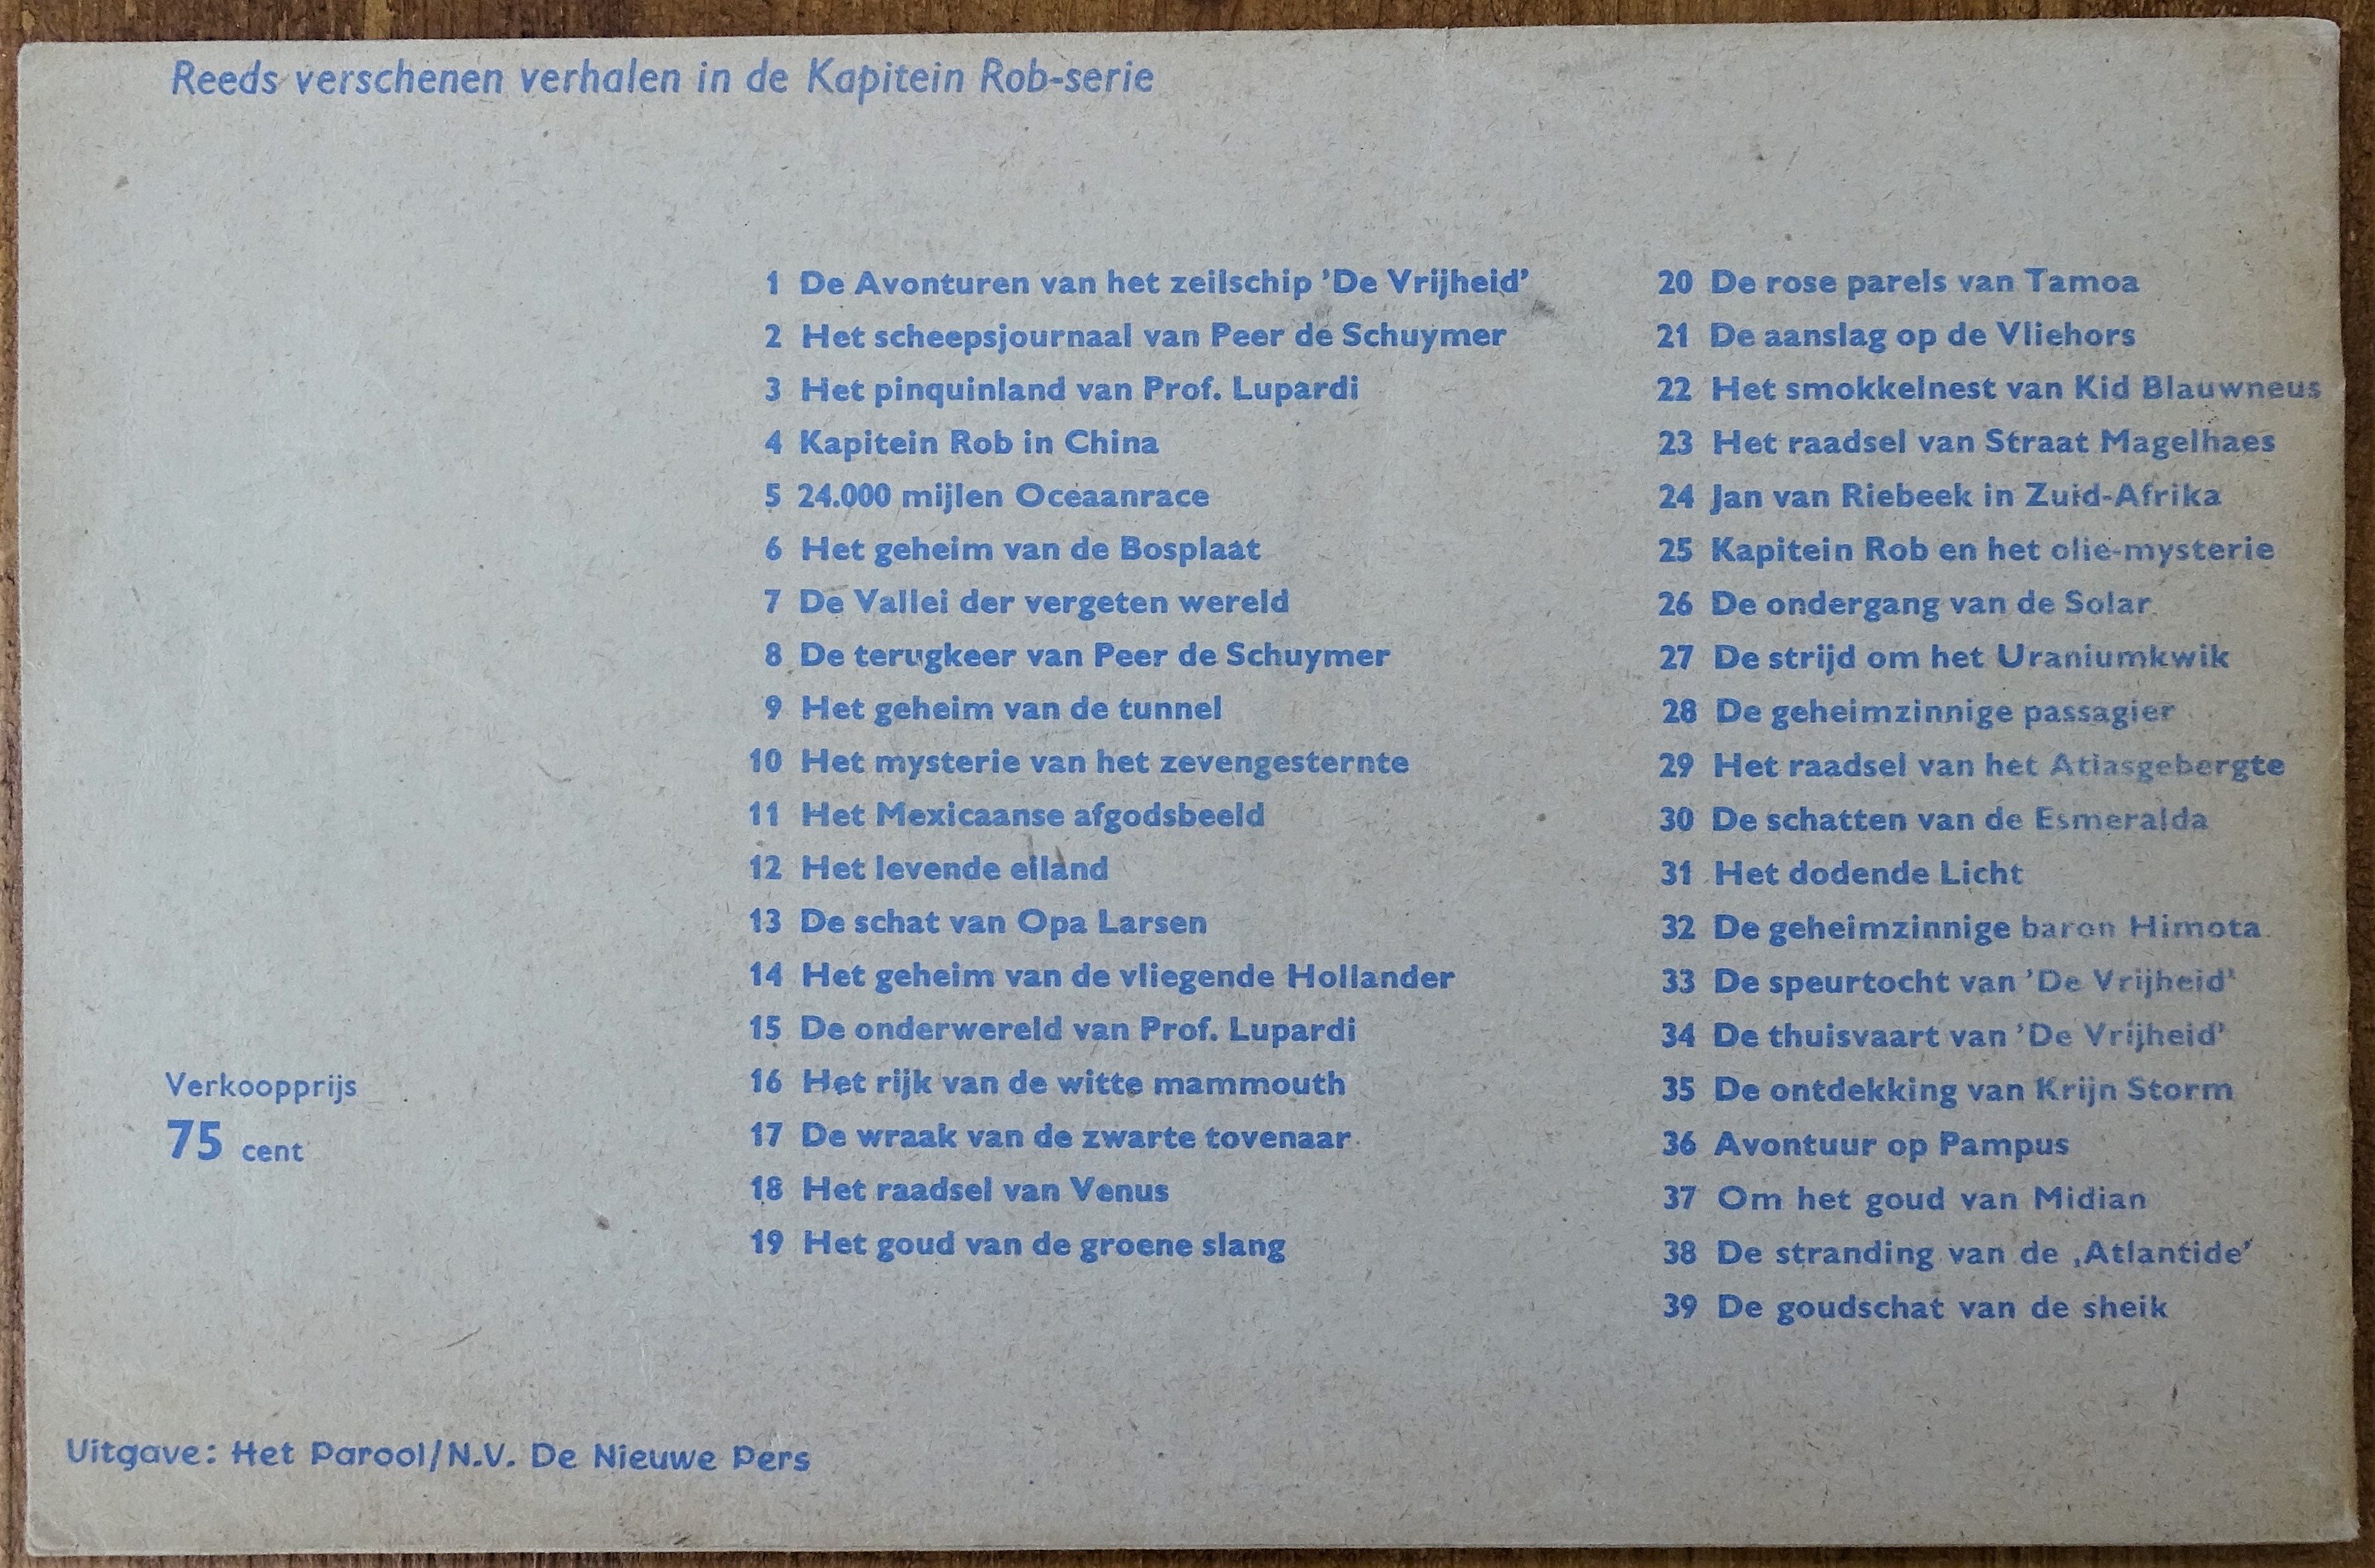 Reeds verschenen verhalen in de Kapitein Rob-serie
1 De Avonturen van het zeilschip 'De Vrijheid'
2 Het scheepsjournaal van Peer de Schuymer
3 Het pinquinland van Prof. Lupardi
4 Kapitein Rob in China
5 24.000 mijlen Oceaanrace
6 Het geheim van de Bosplaat
7 De Vallei der vergeten wereld
8 De terugkeer van Peer de Schuymer
9 Het geheim van de tunnel
10 Het mysterie van het zevengesternte
11 Het Mexicaanse afgodsbeeld
12 Het levende eiland
13 De schat van Opa Larsen
14 Het geheim van de vliegende Hollander
15 De onderwereld van Prof. Lupardi
16 Het rijk van de witte mammouth
17 De wraak van de zwarte tovenaar
18 Het raadsel van Venus
19 Het goud van de groene slang
20 De rose parels van Tamoa
21 De aanslag op de Vliehors
22 Het smokkelnest van Kid Blauwneus
23 Het raadsel van Straat Magelhaes
24 Jan van Riebeek in Zuid-Afrika
25 Kapitein Rob en het olie-mysterie
26 De ondergang van de Solar
27 De strijd om het Uraniumkwik
28 De geheimzinnige passagier
29 Het raadsel van het Atlasgebergte
30 De schatten van de Esmeralda
31 Het dodende Licht
32 De geheimzinnige baron Himota
33 De speurtocht van 'De Vrijheid'
34 De thuisvaart van 'De Vrijheid'
35 De ontdekking van Krijn Storm
36 Avontuur op Pampus
37 Om het goud van Midian
38 De stranding van de ,Atlantide'
39 De goudschat van de sheik
Verkoopprijs
75 cent
Uitgave: Het Parool/N.V. De Nieuwe Pers